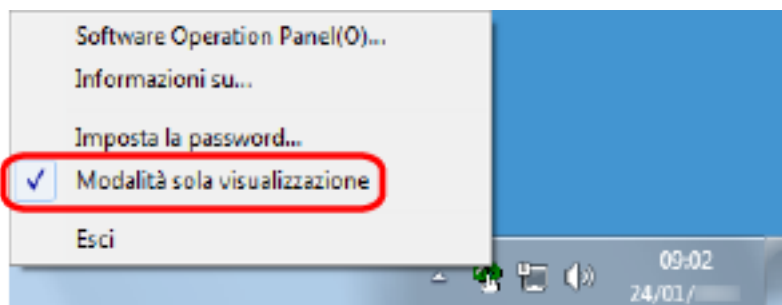 Software Operation Panel(O)...
Informazioni su...
Imposta la password...
Modalità sola visualizzazione
Esci
09:02
24/01/